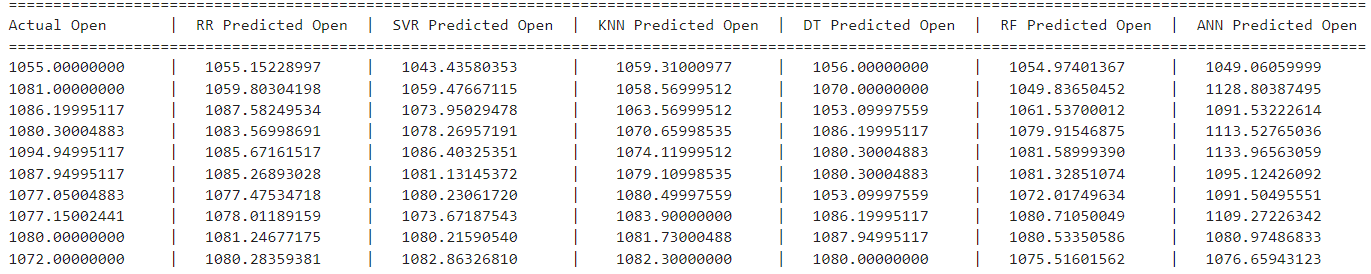 Actual Open | RR Predicted Open | SVR Predicted Open | KNN Predicted Open | DT Predicted Open | RF Predicted Open | ANN Predicted Open
1055.00000000 | 1055.15228997 | 1043.43580353 | 1059.31000977 | 1056.00000000 | 1054.97401367 | 1049.06059999
1081.00000000 | 1059.80304198 | 1059.47667115 | 1058.56999512 | 1070.00000000 | 1049.83650452 | 1128.80387495
1086.19995117 | 1087.58249534 | 1073.95029478 | 1063.56999512 | 1053.09997559 | 1061.53700012 | 1091.53222614
1080.30004883 | 1083.56998691 | 1078.26957191 | 1070.65998535 | 1086.19995117 | 1079.91546875 | 1113.52765036
1094.94995117 | 1085.67161517 | 1086.40325351 | 1074.11999512 | 1080.30004883 | 1081.58999390 | 1133.96563059
1087.94995117 | 1085.26893028 | 1081.13145372 | 1079.10998535 | 1080.30004883 | 1081.32851074 | 1095.12426092
1077.05004883 | 1077.47534718 | 1080.23061720 | 1080.49997559 | 1053.09997559 | 1072.01749634 | 1091.50495551
1077.15002441 | 1078.01189159 | 1073.67187543 | 1083.90000000 | 1086.19995117 | 1080.71050049 | 1109.27226342
1080.00000000 | 1081.24677175 | 1080.21590540 | 1081.73000488 | 1087.94995117 | 1080.53350586 | 1080.97486833
1072.00000000 | 1080.28359381 | 1082.86326810 | 1082.30000000 | 1080.00000000 | 1075.51601562 | 1076.65943123